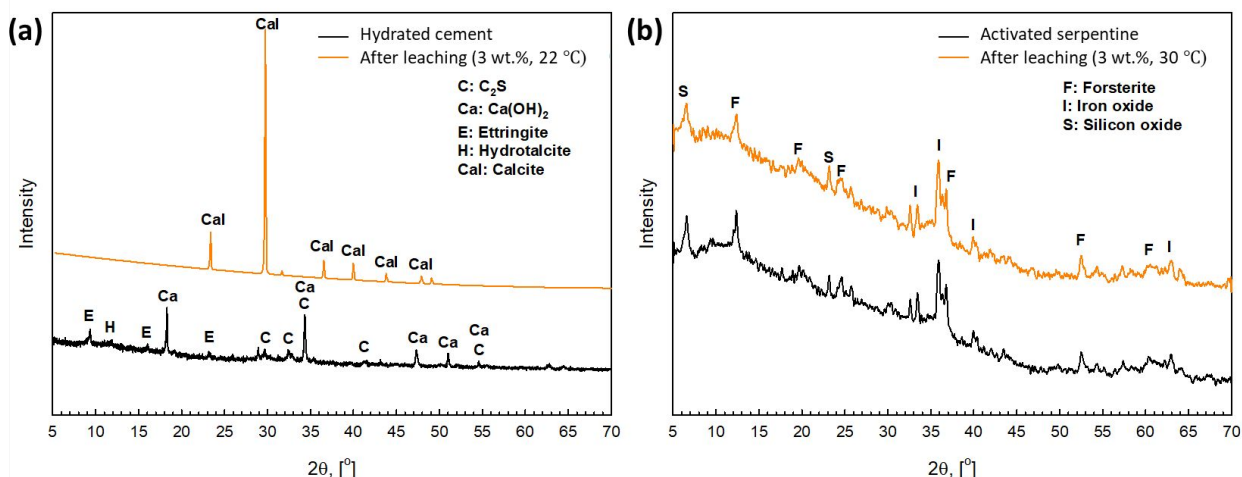 (a)
Hydrated cement
After leaching (3 wt.%, 22 °C)
C: C₂S
Ca: Ca(OH)₂
E: Ettringite
H: Hydrotalcite
Cal: Calcite
Cal
Cal
Cal
Cal
Cal
Cal
E
H
E
Ca
E
C
C
Ca
C
C
Ca
Ca
Ca
C
Intensity
5 10 15 20 25 30 35 40 45 50 55 60 65 70
2θ, [°]
(b)
Activated serpentine
After leaching (3 wt.%, 30 °C)
F: Forsterite
I: Iron oxide
S: Silicon oxide
S
F
F
S
F
I
I
F
I
F
F
I
Intensity
5 10 15 20 25 30 35 40 45 50 55 60 65 70
2θ, [°]